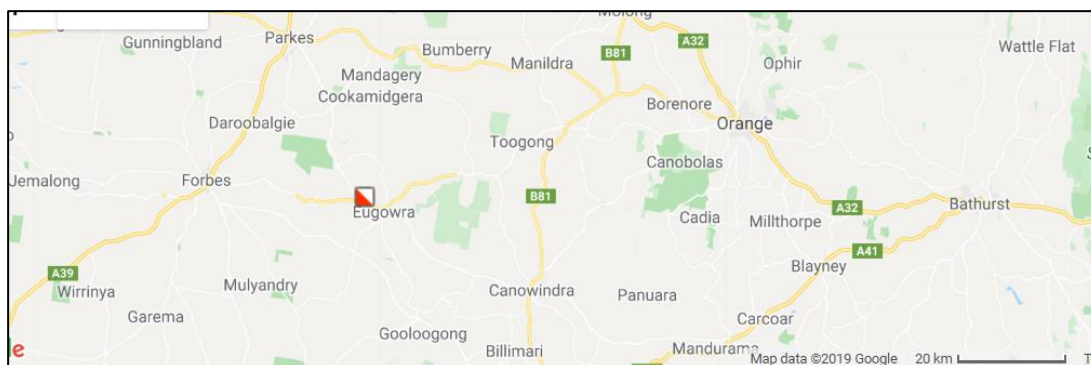 Molong
A32
Gunningbland
Parkes
Bumberry
B81
Wattle Flat
Manildra
Ophir
Mandagery
Cookamidgera
Borenore
Daroobalgie
Orange
Toogong
Canobolas
Jemalong
Forbes
B81
Bathurst
Eugowra
Cadia
Millthorpe
A32
A41
Blayney
A39
Wirrinya
Mulyandry
Canowindra
Panuara
Garema
Carcoar
Gooloogong
Billimari
Mandurama
Map data ©2019 Google 20 km